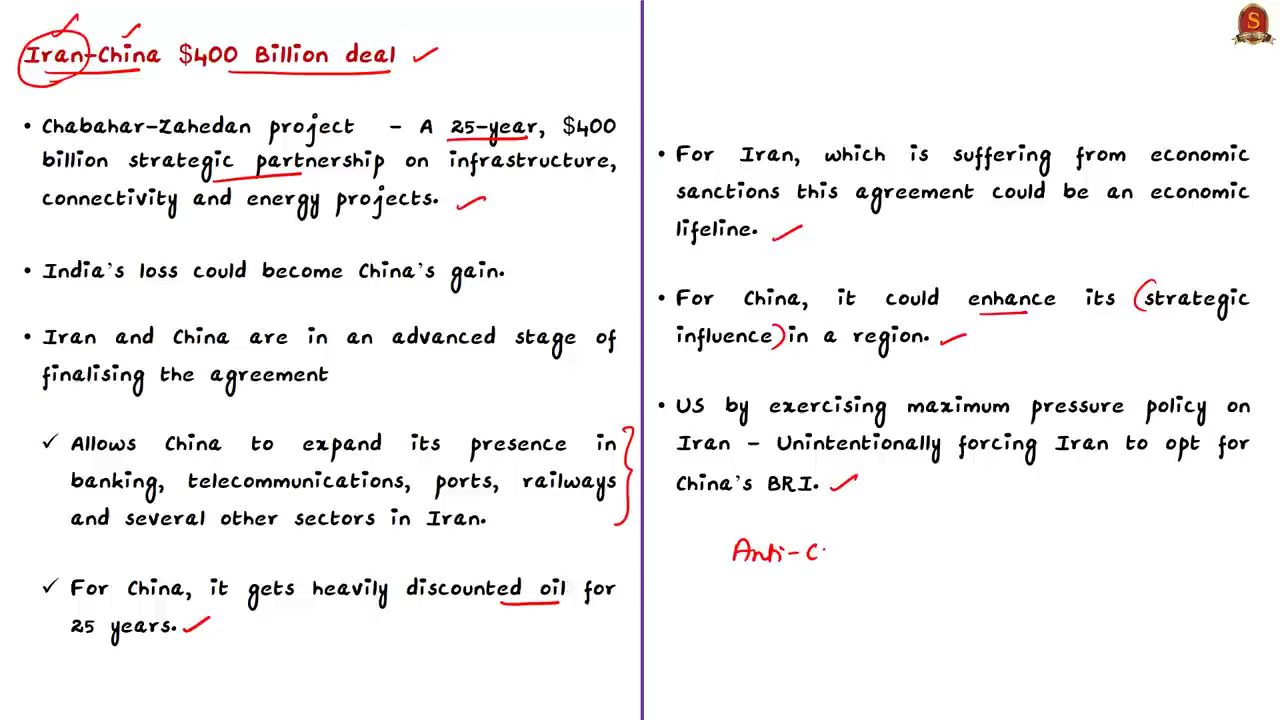 Iran-China $400 Billion deal
• Chabahar-Zahedan project - A 25-year, $400
billion strategic partnership on infrastructure,
connectivity and energy projects.
• India's loss could become China's gain.
• Iran and China are in an advanced stage of
finalising the agreement
✓ Allows China to expand its presence in
banking, telecommunications, ports, railways
and several other sectors in Iran.
✓ For China, it gets heavily discounted oil for
25 years.
• For Iran, which is suffering from economic
sanctions this agreement could be an economic
lifeline.
• For China, it could enhance its (strategic
influence) in a region.
• US by exercising maximum pressure policy on
Iran - Unintentionally forcing Iran to opt for
China's BRI.
Anti-C
S